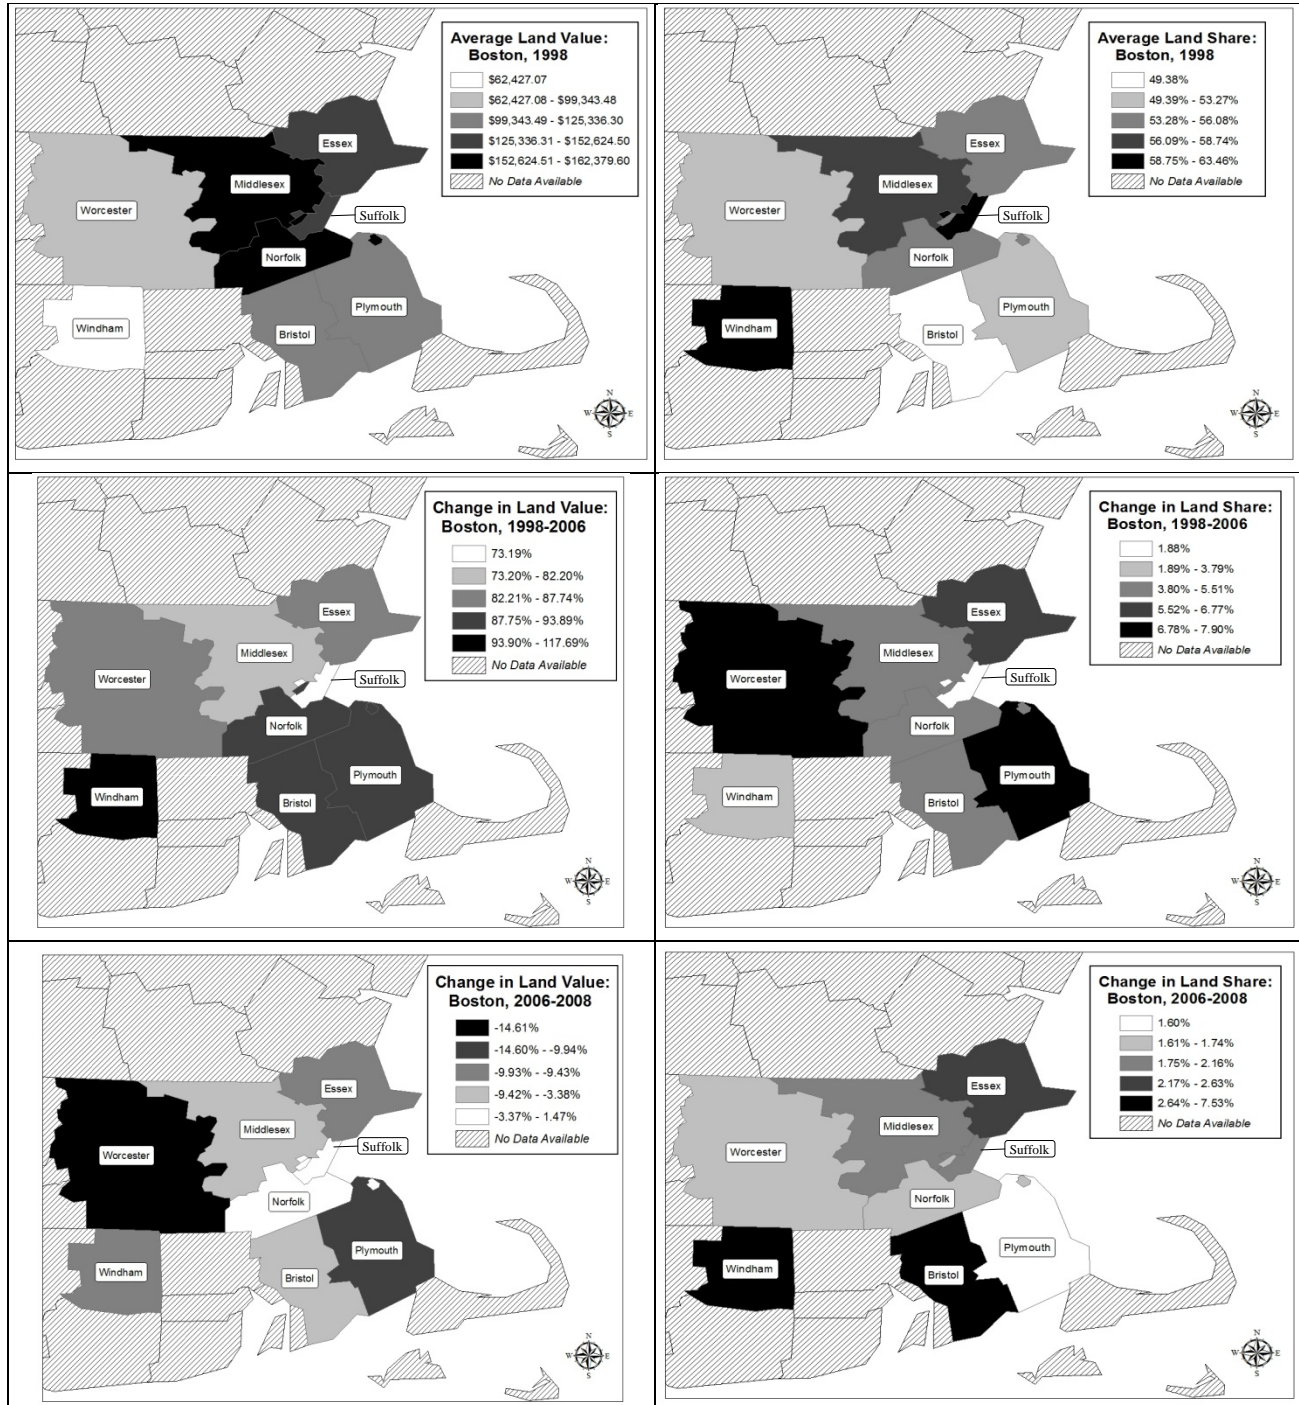 Average Land Value:
Boston, 1998
$62,427.07
$62,427.08 - $99,343.48
$99,343.49 - $125,336.30
$125,336.31 - $152,624.50
$152,624.51 - $162,379.60
No Data Available
Essex
Middlesex
Worcester
Suffolk
Norfolk
Plymouth
Windham
Bristol
N
W E
S
Average Land Share:
Boston, 1998
49.38%
49.39% - 53.27%
53.28% - 56.08%
56.09% - 58.74%
58.75% - 63.46%
No Data Available
Essex
Middlesex
Worcester
Suffolk
Norfolk
Plymouth
Windham
Bristol
N
W E
S
Change in Land Value:
Boston, 1998-2006
73.19%
73.20% - 82.20%
82.21% - 87.74%
87.75% - 93.89%
93.90% - 117.69%
No Data Available
Essex
Middlesex
Worcester
Suffolk
Norfolk
Plymouth
Windham
Bristol
N
W E
S
Change in Land Share:
Boston, 1998-2006
1.88%
1.89% - 3.79%
3.80% - 5.51%
5.52% - 6.77%
6.78% - 7.90%
No Data Available
Essex
Middlesex
Worcester
Suffolk
Norfolk
Plymouth
Windham
Bristol
N
W E
S
Change in Land Value:
Boston, 2006-2008
-14.61%
-14.60% - -9.94%
-9.93% - -9.43%
-9.42% - -3.38%
-3.37% - 1.47%
No Data Available
Essex
Middlesex
Suffolk
Worcester
Norfolk
Plymouth
Windham
Bristol
N
W E
S
Change in Land Share:
Boston, 2006-2008
1.60%
1.61% - 1.74%
1.75% - 2.16%
2.17% - 2.63%
2.64% - 7.53%
No Data Available
Essex
Middlesex
Suffolk
Worcester
Norfolk
Plymouth
Windham
Bristol
N
W E
S